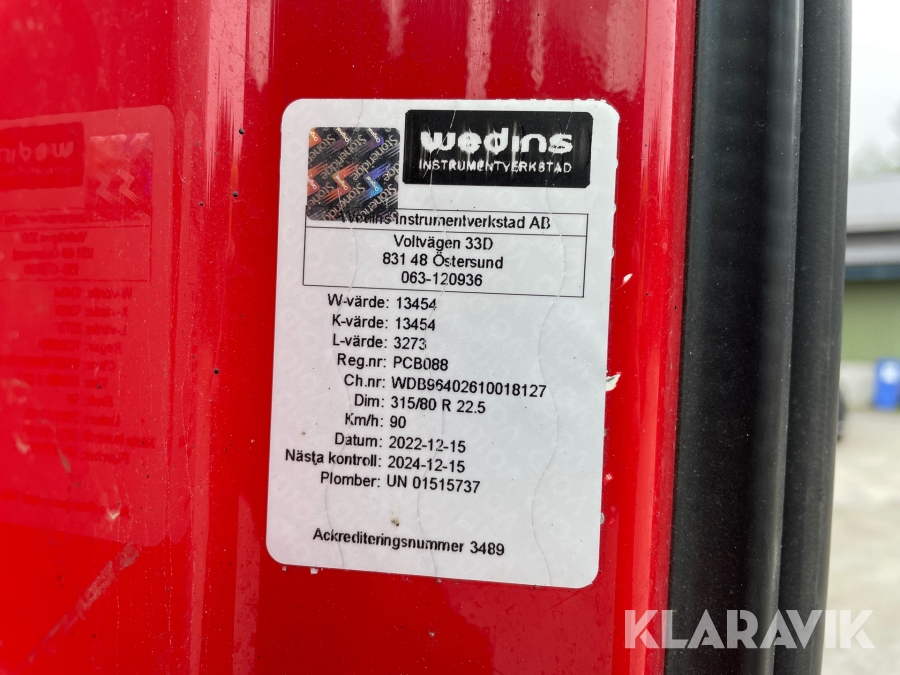 wedins
INSTRUMENTVERKSTAD
Stoneridge
Wedins Instrumentverkstad AB
Voltvägen 33D
831 48 Östersund
063-120936
W-värde: 13454
K-värde: 13454
L-värde: 3273
Reg.nr: PCB088
Ch.nr: WDB96402610018127
Dim: 315/80 R 22.5
Km/h: 90
Datum: 2022-12-15
Nästa kontroll: 2024-12-15
Plomber: UN 01515737
Ackrediteringsnummer 3489
KLARAVIK